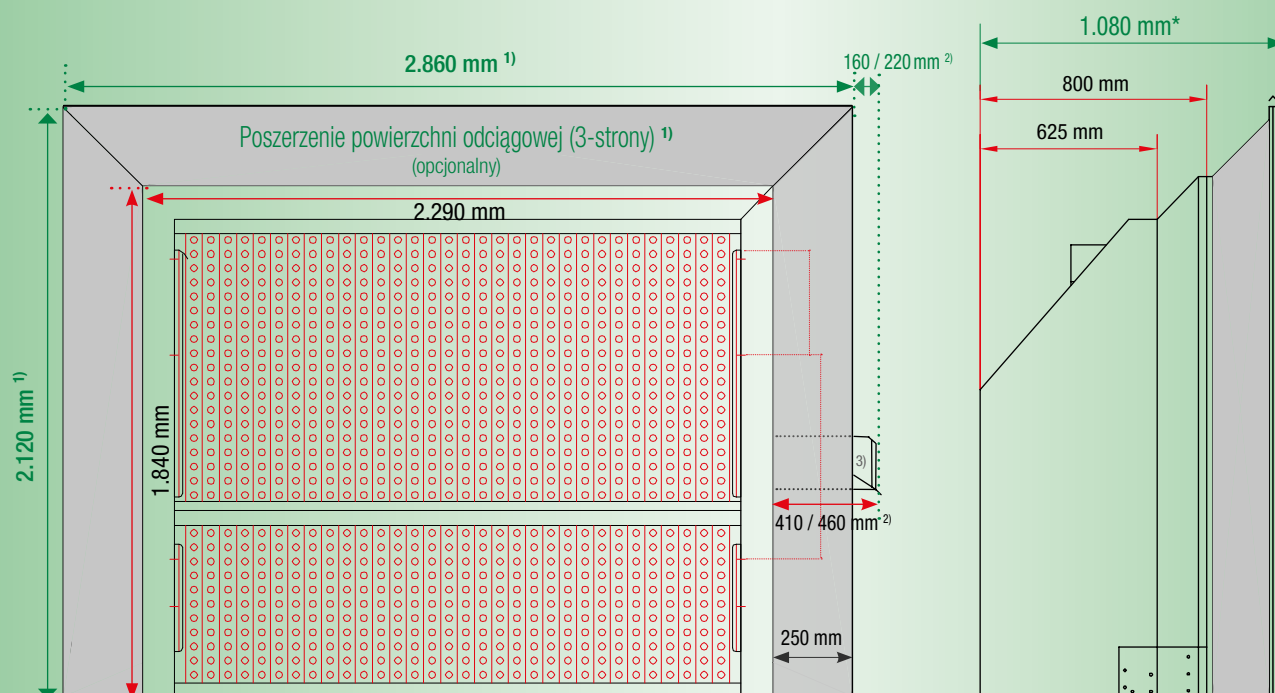 1.080 mm*
2.860 mm 1)
160 / 220 mm 2)
800 mm
625 mm
Poszerzenie powierzchni odciągowej (3-strony) 1)
(opcjonalny)
2.290 mm
2.120 mm 1)
1.840 mm
3)
410 / 460 mm 2)
250 mm